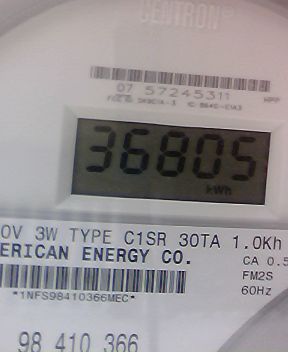 CENTRON®
07 57245311
36805
kWh
0V 3W TYPE C1SR 30TA 1.0Kh
ERICAN ENERGY CO.
CA 0.5
FM2S
*1NFS98410366MEC*
60Hz
98 410 366